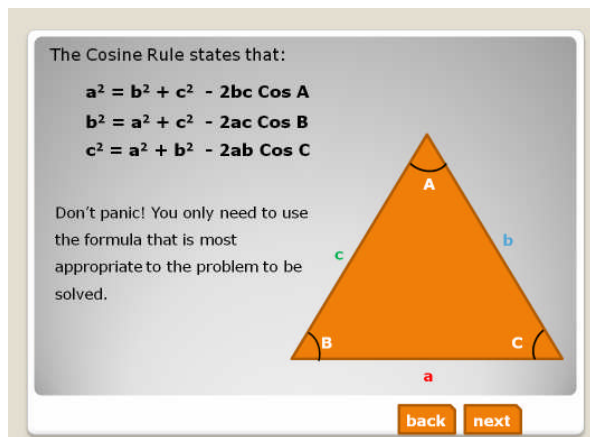 The Cosine Rule states that:
a² = b² + c² - 2bc Cos A
b² = a² + c² - 2ac Cos B
c² = a² + b² - 2ab Cos C
Don't panic! You only need to use
the formula that is most
appropriate to the problem to be
solved.
A
c
b
B
C
a
back
next